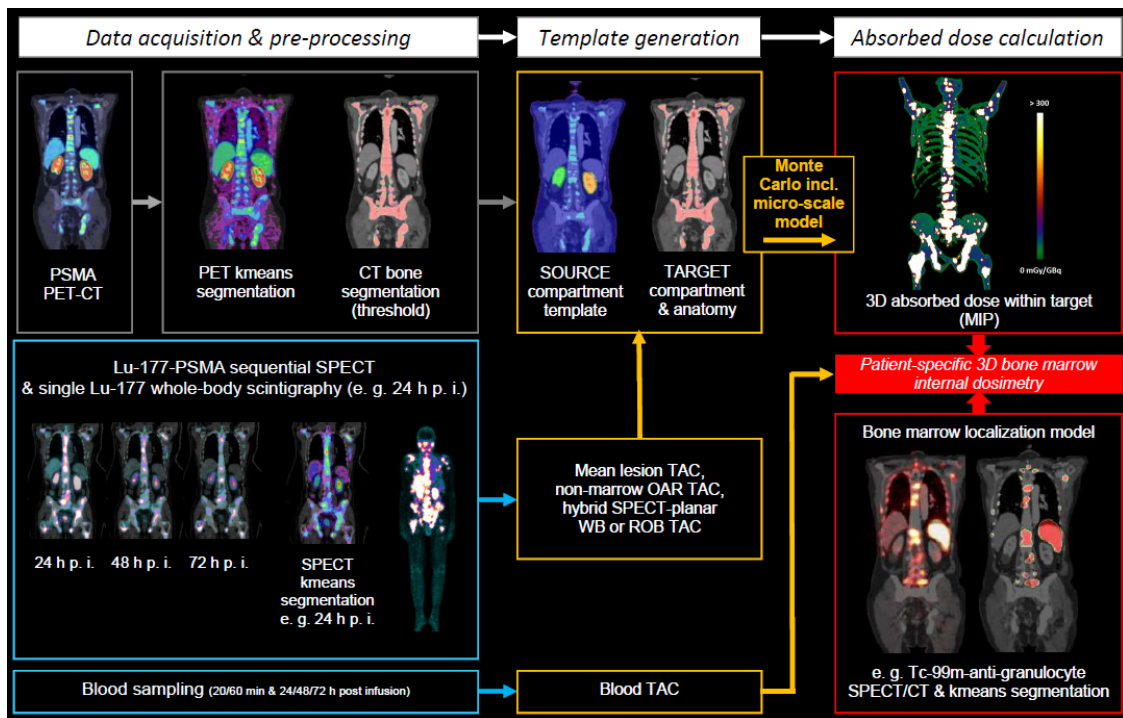 Data acquisition & pre-processing
Template generation
Absorbed dose calculation
PSMA
PET-CT
PET kmeans
segmentation
CT bone
segmentation
(threshold)
SOURCE
compartment
template
TARGET
compartment
& anatomy
Monte
Carlo incl.
micro-scale
model
> 300
0 mGy/GBq
3D absorbed dose within target
(MIP)
Lu-177-PSMA sequential SPECT
& single Lu-177 whole-body scintigraphy (e. g. 24 h p. i.)
24 h p. i.
48 h p. i.
72 h p. i.
SPECT
kmeans
segmentation
e. g. 24 h p. i.
Mean lesion TAC,
non-marrow OAR TAC,
hybrid SPECT-planar
WB or ROB TAC
Patient-specific 3D bone marrow
internal dosimetry
Bone marrow localization model
e. g. Tc-99m-anti-granulocyte
SPECT/CT & kmeans segmentation
Blood sampling (20/60 min & 24/48/72 h post infusion)
Blood TAC